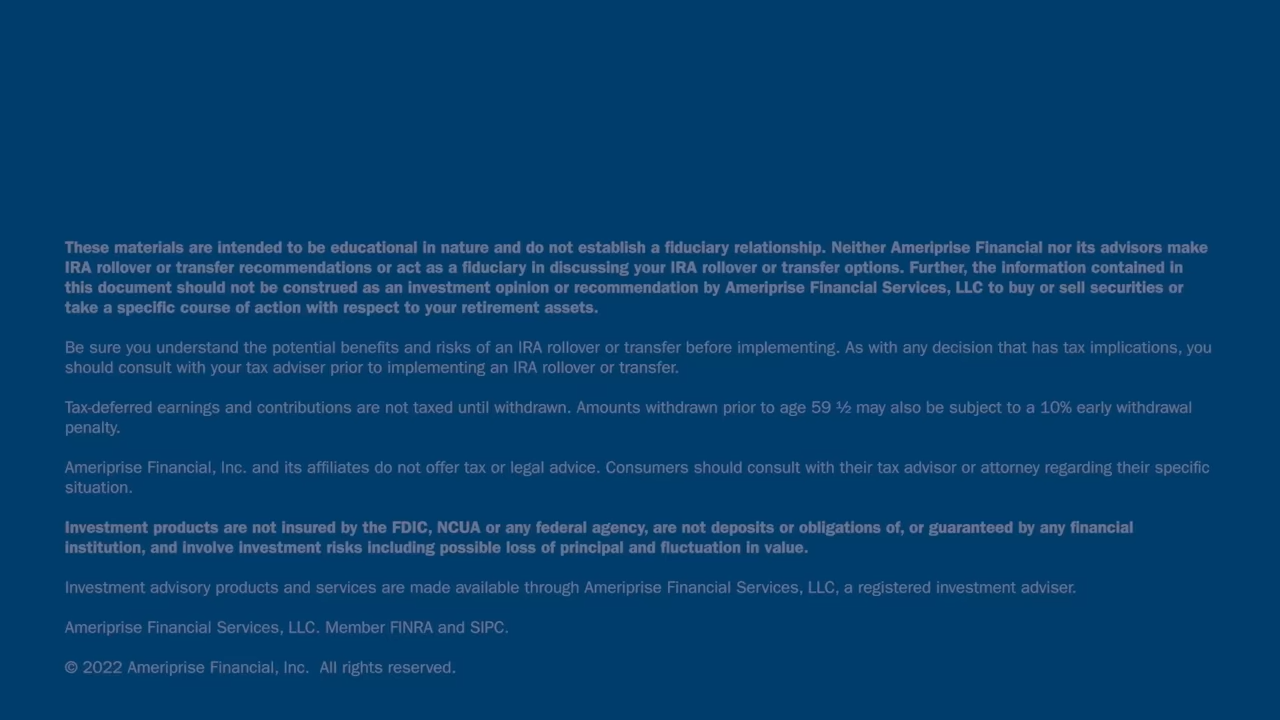 These materials are intended to be educational in nature and do not establish a fiduciary relationship. Neither Ameriprise Financial nor its advisors make
IRA rollover or transfer recommendations or act as a fiduciary in discussing your IRA rollover or transfer options. Further, the information contained in
this document should not be construed as an investment opinion or recommendation by Ameriprise Financial Services, LLC to buy or sell securities or
take a specific course of action with respect to your retirement assets.
Be sure you understand the potential benefits and risks of an IRA rollover or transfer before implementing. As with any decision that has tax implications, you
should consult with your tax adviser prior to implementing an IRA rollover or transfer.
Tax-deferred earnings and contributions are not taxed until withdrawn. Amounts withdrawn prior to age 59 ½ may also be subject to a 10% early withdrawal
penalty.
Ameriprise Financial, Inc. and its affiliates do not offer tax or legal advice. Consumers should consult with their tax advisor or attorney regarding their specific
situation.
Investment products are not insured by the FDIC, NCUA or any federal agency, are not deposits or obligations of, or guaranteed by any financial
institution, and involve investment risks including possible loss of principal and fluctuation in value.
Investment advisory products and services are made available through Ameriprise Financial Services, LLC, a registered investment adviser.
Ameriprise Financial Services, LLC. Member FINRA and SIPC.
© 2022 Ameriprise Financial, Inc.  All rights reserved.